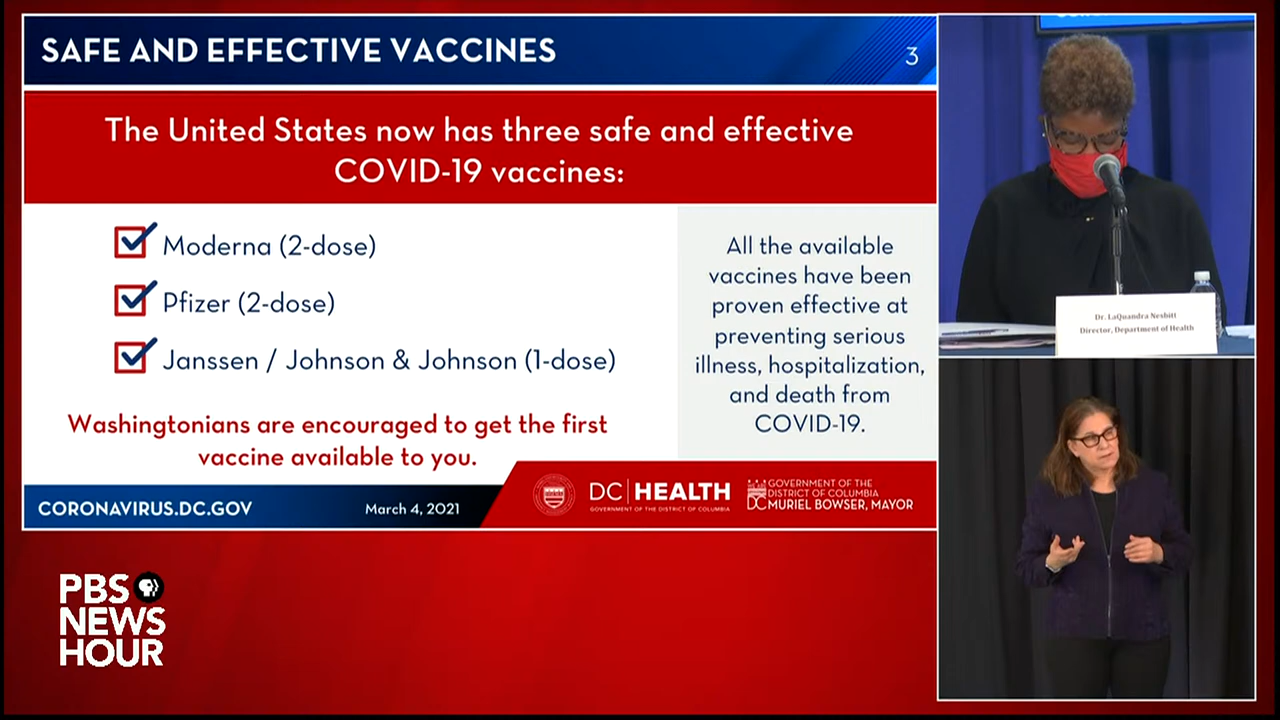 SAFE AND EFFECTIVE VACCINES
3
The United States now has three safe and effective
COVID-19 vaccines:
Moderna (2-dose)
Pfizer (2-dose)
Janssen / Johnson & Johnson (1-dose)
Washingtonians are encouraged to get the first
vaccine available to you.
All the available
vaccines have been
proven effective at
preventing serious
illness, hospitalization,
and death from
COVID-19.
CORONAVIRUS.DC.GOV
March 4, 2021
DC HEALTH
GOVERNMENT OF THE DISTRICT OF COLUMBIA
GOVERNMENT OF THE
DISTRICT OF COLUMBIA
DC MURIEL BOWSER, MAYOR
Dr. LaQuandra Nesbitt
Director, Department of Health
PBS
NEWS
HOUR